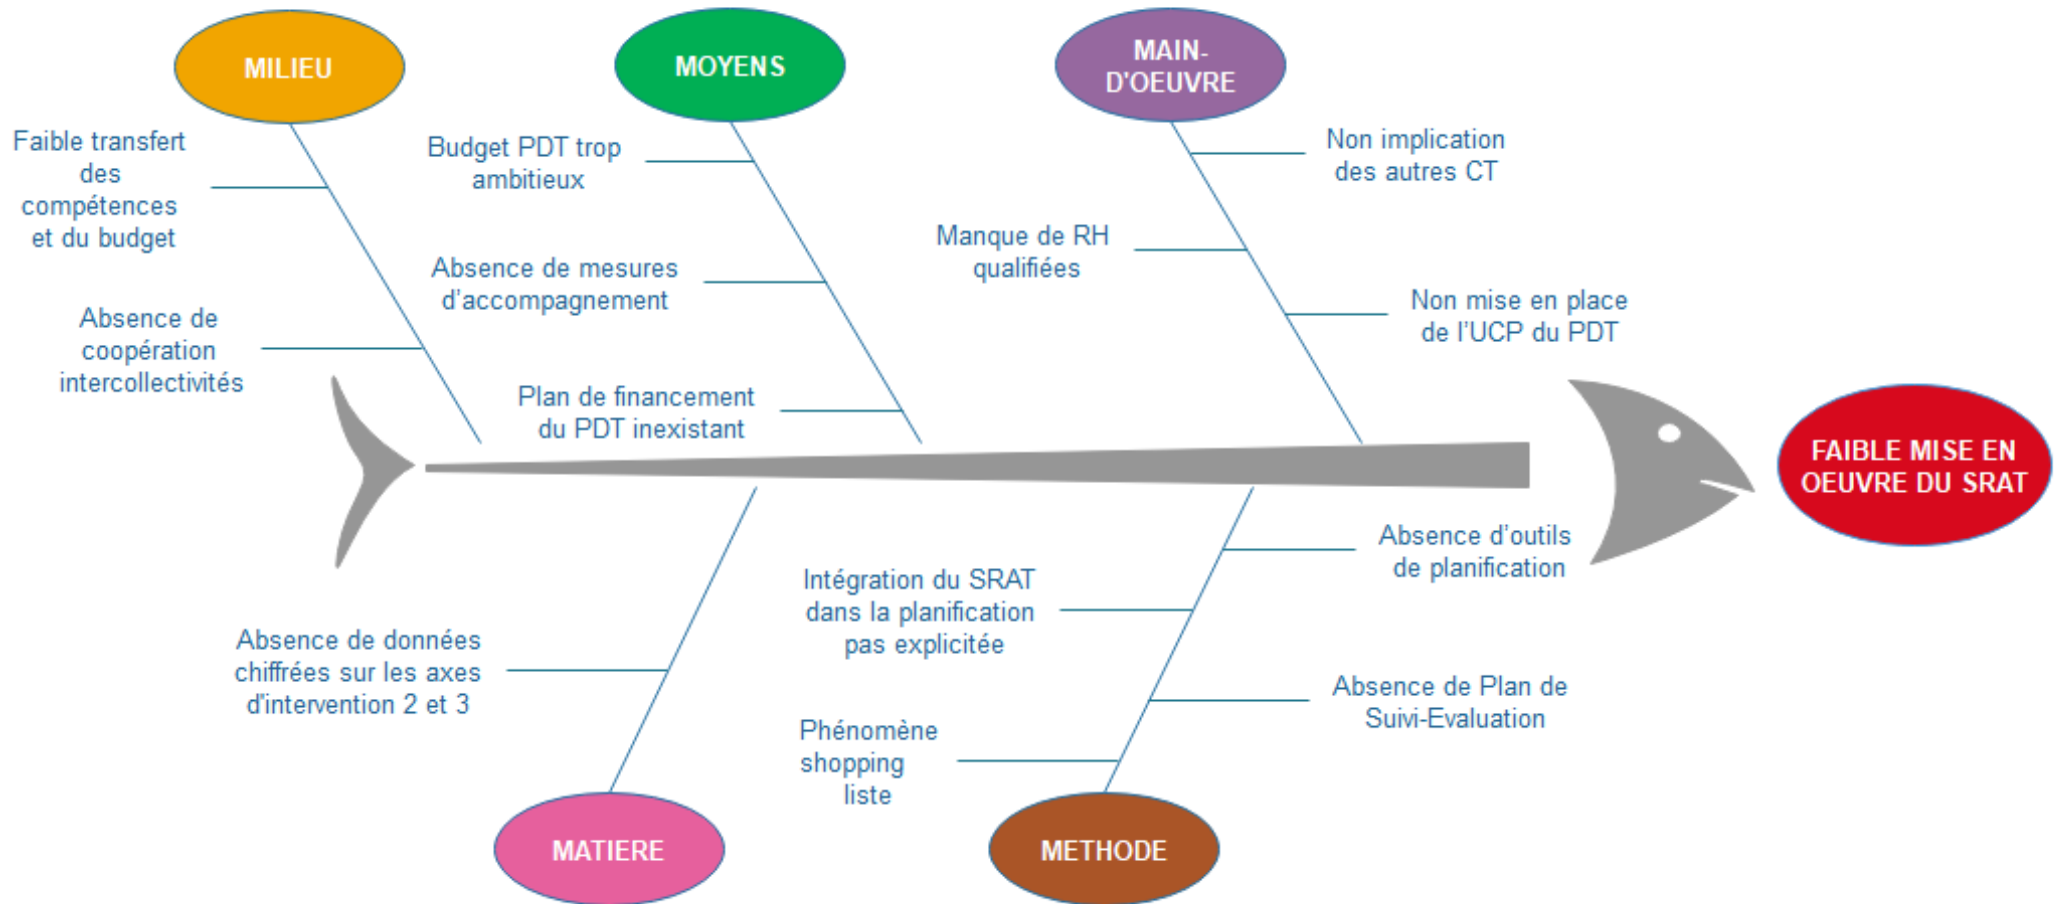 MILIEU
MOYENS
MAIN-
D'OEUVRE
Faible transfert
des
compétences
et du budget
Absence de
coopération
intercollectivités
Budget PDT trop
ambitieux
Absence de mesures
d’accompagnement
Plan de financement
du PDT inexistant
Non implication
des autres CT
Manque de RH
qualifiées
Non mise en place
de l’UCP du PDT
FAIBLE MISE EN
OEUVRE DU SRAT
Absence de données
chiffrées sur les axes
d'intervention 2 et 3
Intégration du SRAT
dans la planification
pas explicitée
Absence d’outils
de planification
Phénomène
shopping
liste
Absence de Plan de
Suivi-Evaluation
MATIERE
METHODE